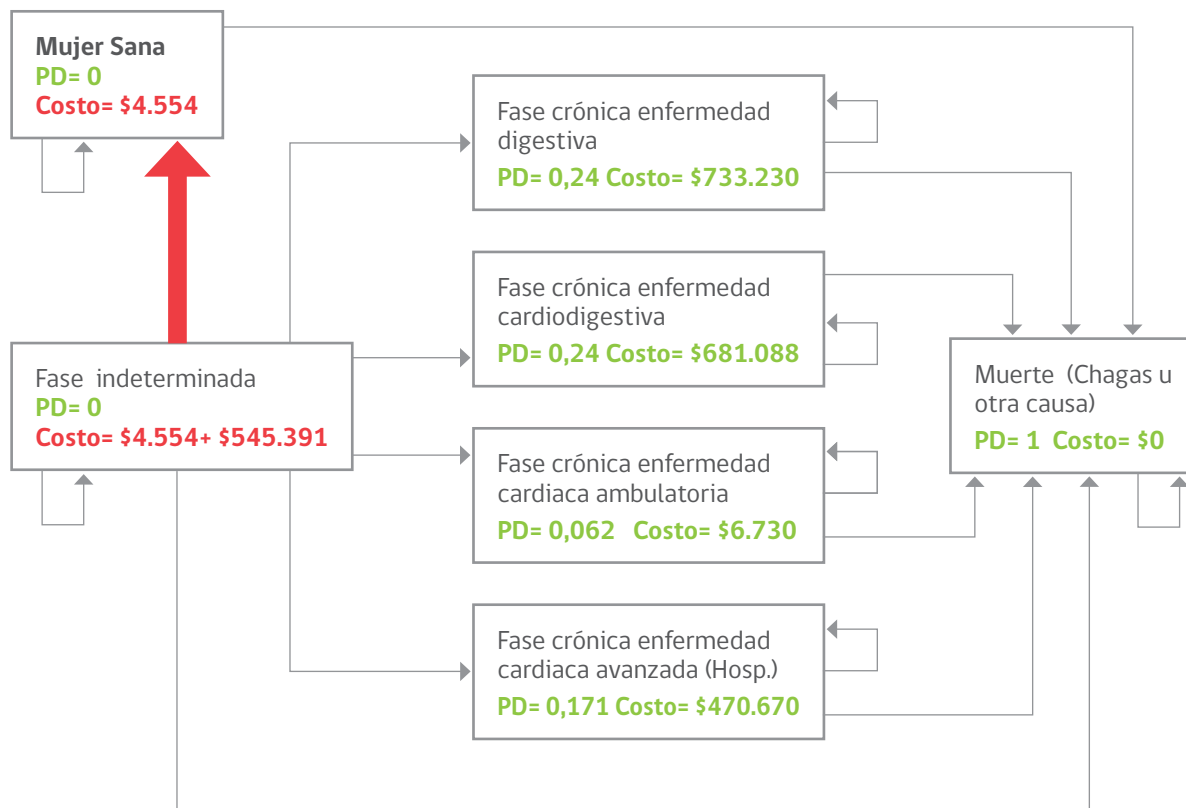 Mujer Sana
PD= 0
Costo= $4.554
Fase crónica enfermedad
digestiva
PD= 0,24 Costo= $733.230
Fase crónica enfermedad
cardiodigestiva
PD= 0,24 Costo= $681.088
Fase indeterminada
PD= 0
Costo= $4.554+ $545.391
Muerte (Chagas u
otra causa)
PD= 1 Costo= $0
Fase crónica enfermedad
cardiaca ambulatoria
PD= 0,062 Costo= $6.730
Fase crónica enfermedad
cardiaca avanzada (Hosp.)
PD= 0,171 Costo= $470.670